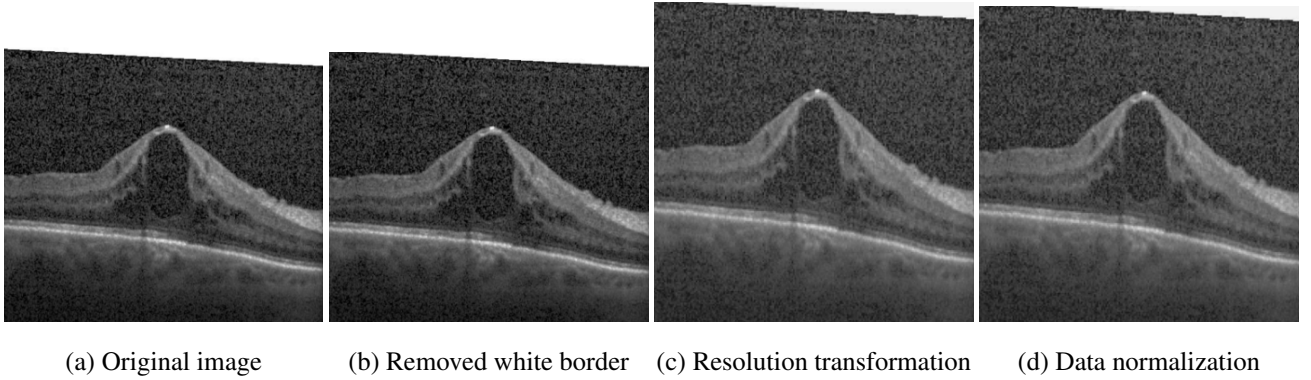 (a) Original image (b) Removed white border (c) Resolution transformation (d) Data normalization